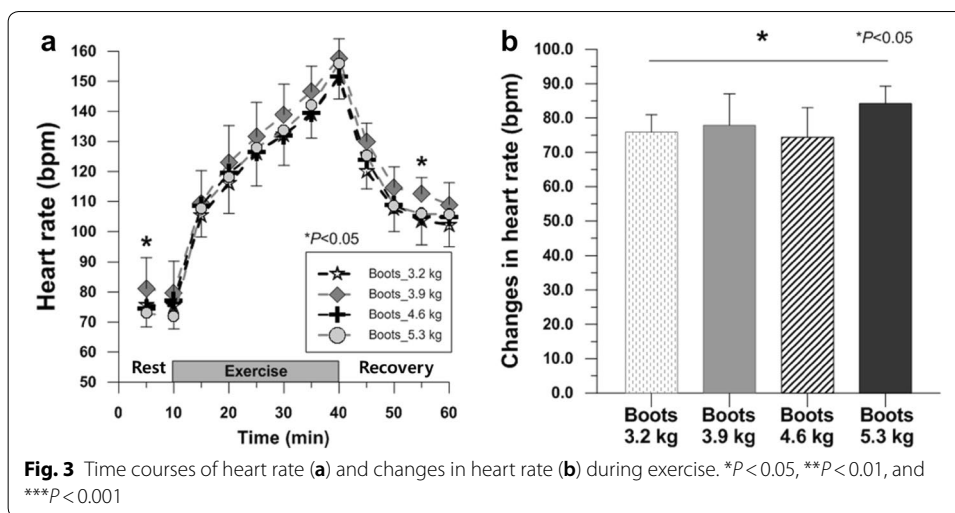 a
Heart rate (bpm)
160
150
140
130
120
110
100
90
80
70
60
50
*
*
*P<0.05
Boots_3.2 kg
Boots_3.9 kg
Boots_4.6 kg
Boots_5.3 kg
Rest
Exercise
Recovery
0
10
20
30
40
50
60
Time (min)
b
Changes in heart rate (bpm)
*
*P<0.05
100.0
90.0
80.0
70.0
60.0
50.0
40.0
30.0
20.0
10.0
0.0
Boots
3.2 kg
Boots
3.9 kg
Boots
4.6 kg
Boots
5.3 kg
Fig. 3 Time courses of heart rate (a) and changes in heart rate (b) during exercise. *P < 0.05, **P < 0.01, and
***P < 0.001